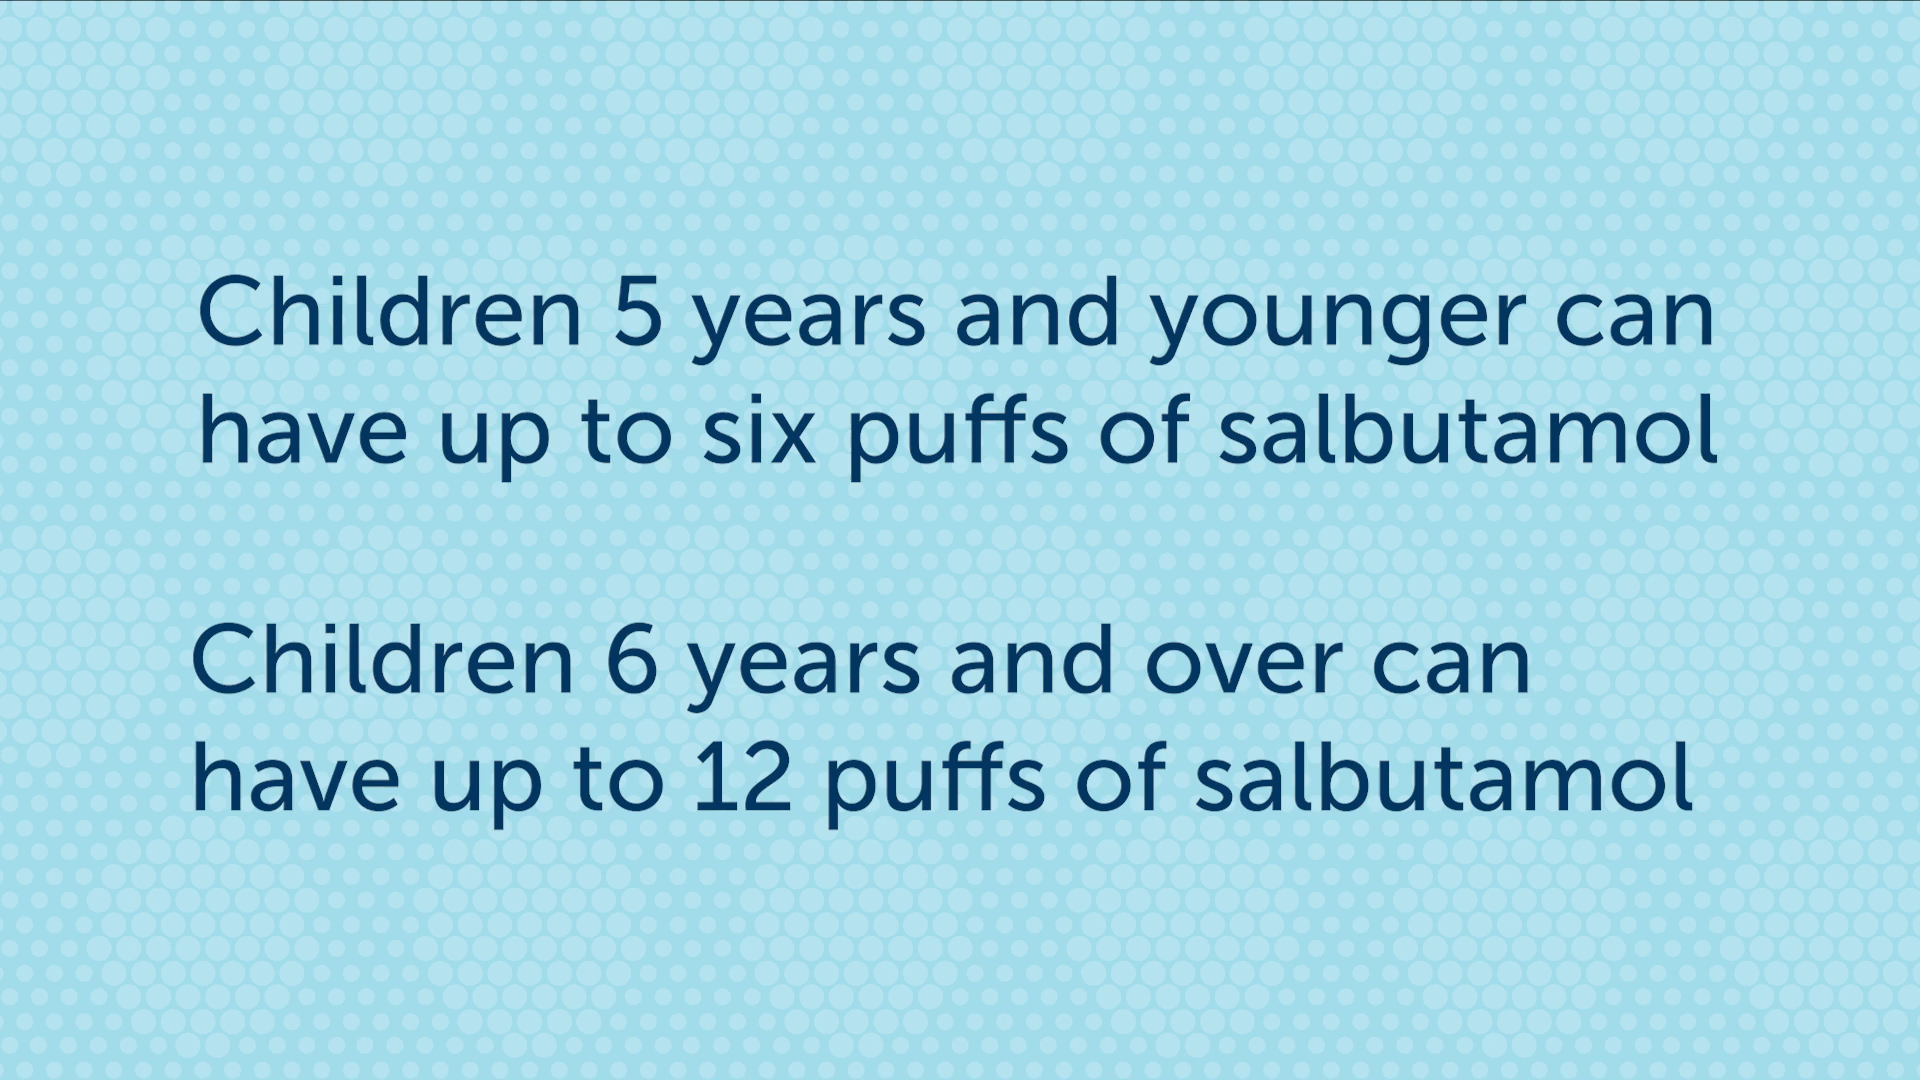 Children 5 years and younger can
have up to six puffs of salbutamol
Children 6 years and over can
have up to 12 puffs of salbutamol